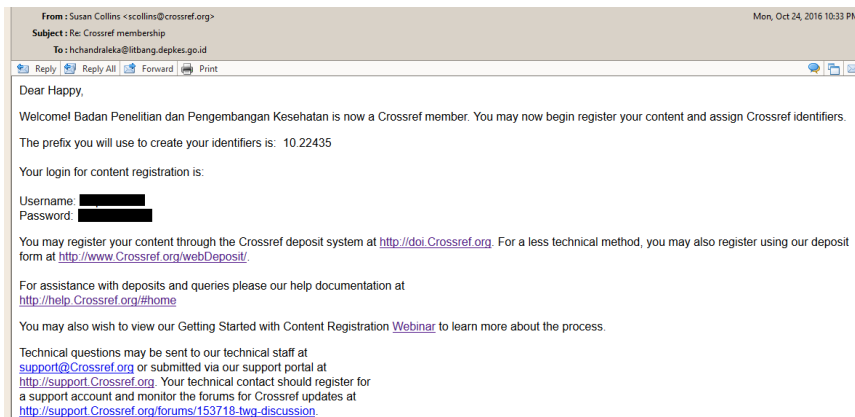 From : Susan Collins <scollins@crossref.org>
Mon, Oct 24, 2016 10:33 PM
Subject : Re: Crossref membership
To : hchandraleka@litbang.depkes.go.id
Reply Reply All Forward Print
Dear Happy,
Welcome! Badan Penelitian dan Pengembangan Kesehatan is now a Crossref member. You may now begin register your content and assign Crossref identifiers.
The prefix you will use to create your identifiers is: 10.22435
Your login for content registration is:
Username:
Password:
You may register your content through the Crossref deposit system at http://doi.Crossref.org. For a less technical method, you may also register using our deposit
form at http://www.Crossref.org/webDeposit/.
For assistance with deposits and queries please our help documentation at
http://help.Crossref.org/#home
You may also wish to view our Getting Started with Content Registration Webinar to learn more about the process.
Technical questions may be sent to our technical staff at
support@Crossref.org or submitted via our support portal at
http://support.Crossref.org. Your technical contact should register for
a support account and monitor the forums for Crossref updates at
http://support.Crossref.org/forums/153718-twg-discussion.